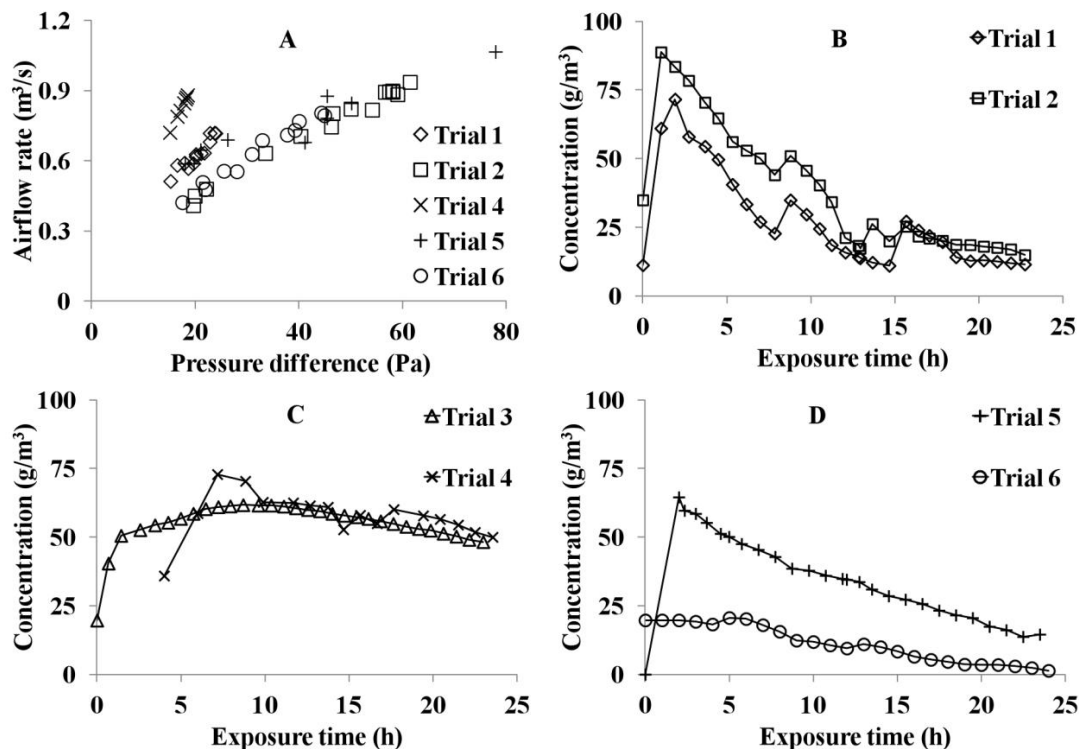 A
Airflow rate (m³/s)
1.2
0.9
0.6
0.3
0
Trial 1
Trial 2
Trial 4
Trial 5
Trial 6
0 20 40 60 80
Pressure difference (Pa)
B
Concentration (g/m³)
100
75
50
25
0
Trial 1
Trial 2
0 5 10 15 20 25
Exposure time (h)
C
Concentration (g/m³)
100
75
50
25
0
Trial 3
Trial 4
0 5 10 15 20 25
Exposure time (h)
D
Concentration (g/m³)
100
75
50
25
0
Trial 5
Trial 6
0 5 10 15 20 25
Exposure time (h)